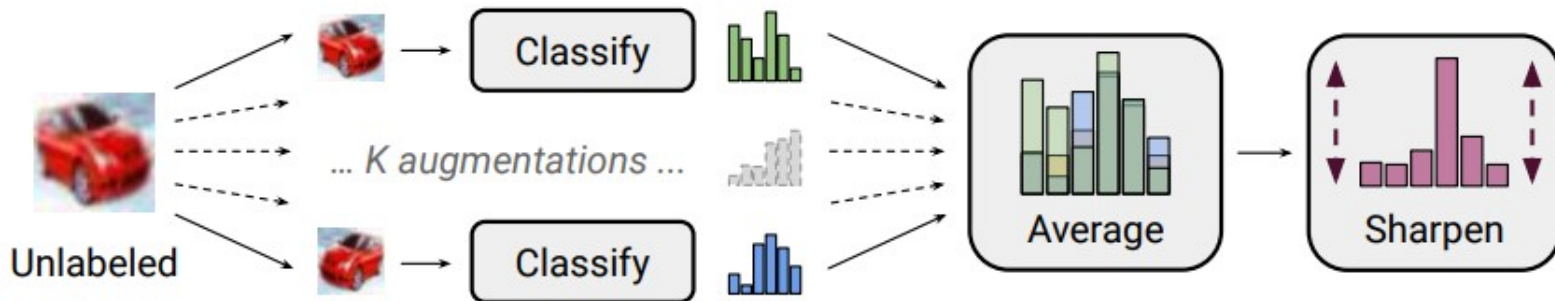 Unlabeled
Classify
... K augmentations ...
Classify
Average
Sharpen